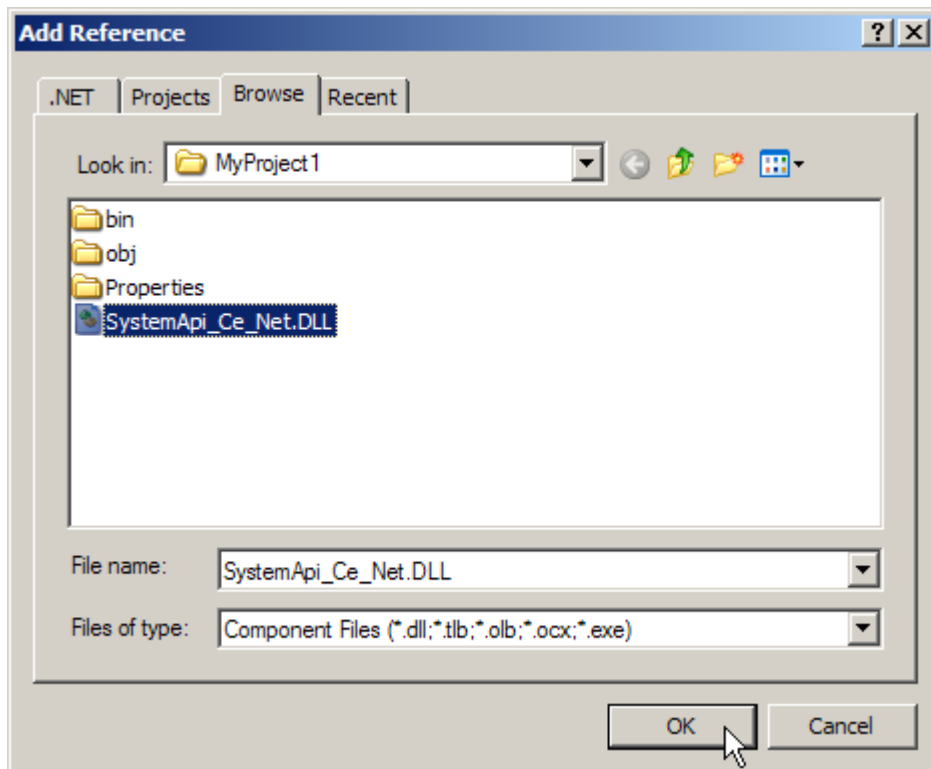 Add Reference
.NET Projects Browse Recent
Look in: MyProject1
bin
obj
Properties
SystemApi_Ce_Net.DLL
File name: SystemApi_Ce_Net.DLL
Files of type: Component Files (*.dll;*.tlb;*.olb;*.ocx;*.exe)
OK Cancel